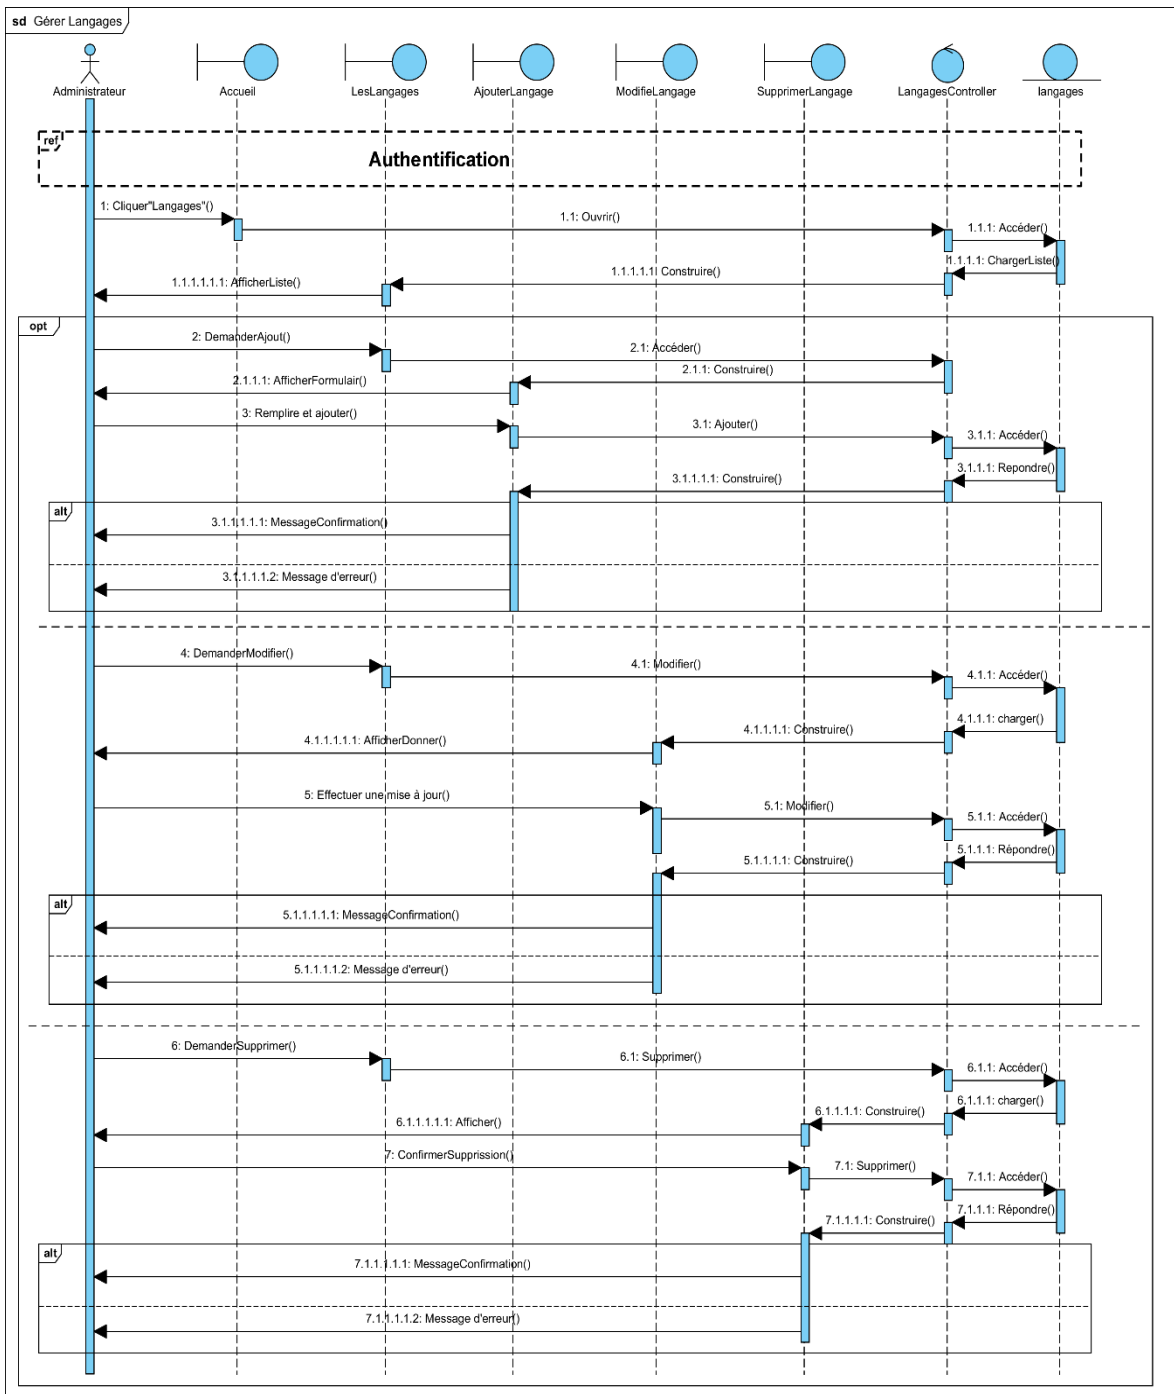 sd Gérer Langages
Administrateur
Accueil
LesLangages
AjouterLangage
ModifieLangage
SupprimerLangage
LangagesController
langages
ref
Authentification
1: Cliquer"Langages"()
1.1: Ouvrir()
1.1.1: Accéder()
1.1.1.1: ChargerListe()
1.1.1.1.1: Construire()
1.1.1.1.1.1: AfficherListe()
opt
2: DemanderAjout()
2.1: Accéder()
2.1.1: Construire()
2.1.1.1: AfficherFormulair()
3: Remplire et ajouter()
3.1: Ajouter()
3.1.1: Accéder()
3.1.1.1: Repondre()
3.1.1.1.1: Construire()
alt
3.1.1.1.1.1: MessageConfirmation()
3.1.1.1.1.2: Message d'erreur()
4: DemanderModifier()
4.1: Modifier()
4.1.1: Accéder()
4.1.1.1: charger()
4.1.1.1.1: Construire()
4.1.1.1.1.1: AfficherDonner()
5: Effectuer une mise à jour()
5.1: Modifier()
5.1.1: Accéder()
5.1.1.1: Répondre()
5.1.1.1.1: Construire()
alt
5.1.1.1.1.1: MessageConfirmation()
5.1.1.1.1.2: Message d'erreur()
6: DemanderSupprimer()
6.1: Supprimer()
6.1.1: Accéder()
6.1.1.1: charger()
6.1.1.1.1: Construire()
6.1.1.1.1.1: Afficher()
7: ConfirmerSupprission()
7.1: Supprimer()
7.1.1: Accéder()
7.1.1.1: Répondre()
7.1.1.1.1: Construire()
alt
7.1.1.1.1.1: MessageConfirmation()
7.1.1.1.1.2: Message d'erreur()